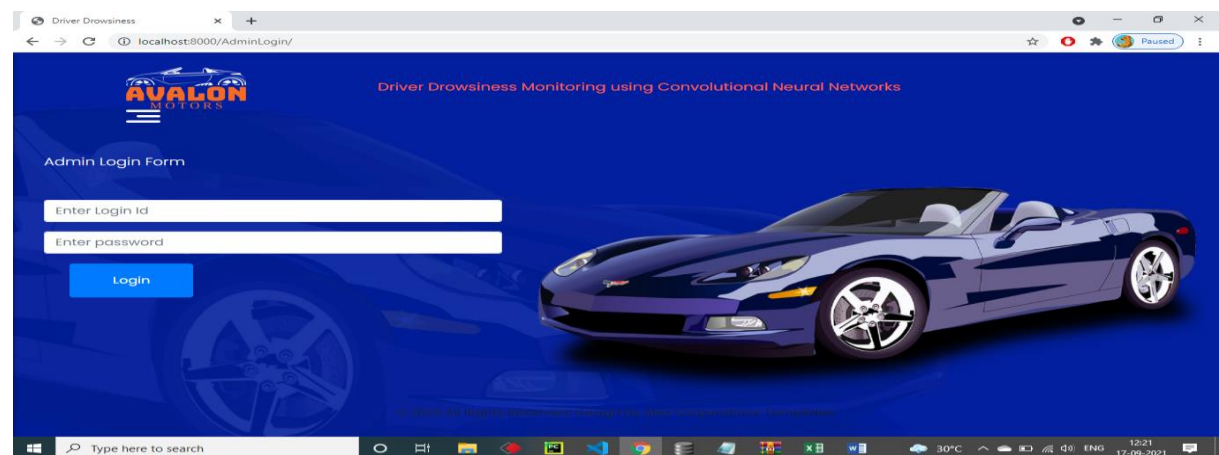 Driver Drowsiness
localhost:8000/AdminLogin/
Paused
AVALON
MOTORS
Driver Drowsiness Monitoring using Convolutional Neural Networks
Admin Login Form
Enter Login Id
Enter password
Login
Type here to search
30°C
ENG
12:21
17-09-2021